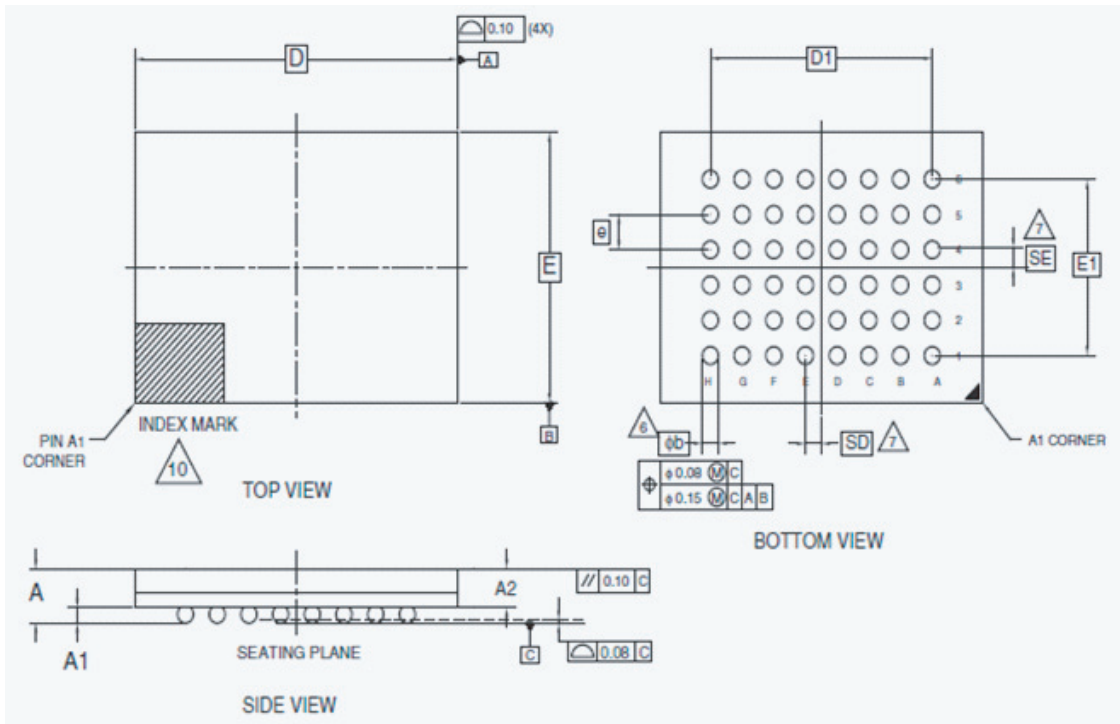 0.10 (4X)
D
A
E
B
PIN A1
CORNER
INDEX MARK
10
TOP VIEW
D1
6
5
4
3
2
1
H G F E D C B A
e
7
SE
E1
6
ϕb
SD
7
A1 CORNER
ϕ 0.08 M C
ϕ 0.15 M C A B
BOTTOM VIEW
A
A1
A2
// 0.10 C
SEATING PLANE
C
0.08 C
SIDE VIEW